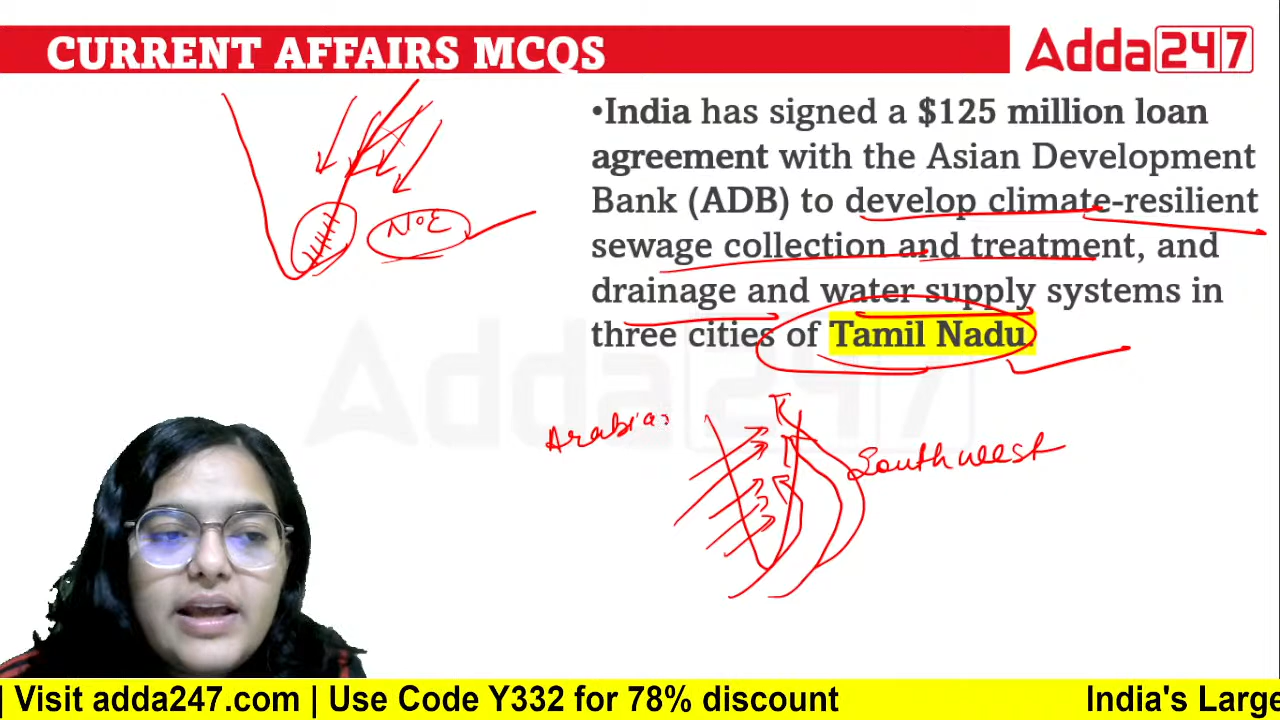 CURRENT AFFAIRS MCQS
Adda247
•India has signed a $125 million loan
agreement with the Asian Development
Bank (ADB) to develop climate-resilient
sewage collection and treatment, and
drainage and water supply systems in
three cities of Tamil Nadu
N.E
Arabian
Southwest
Adda247
| Visit adda247.com | Use Code Y332 for 78% discount
India's Large